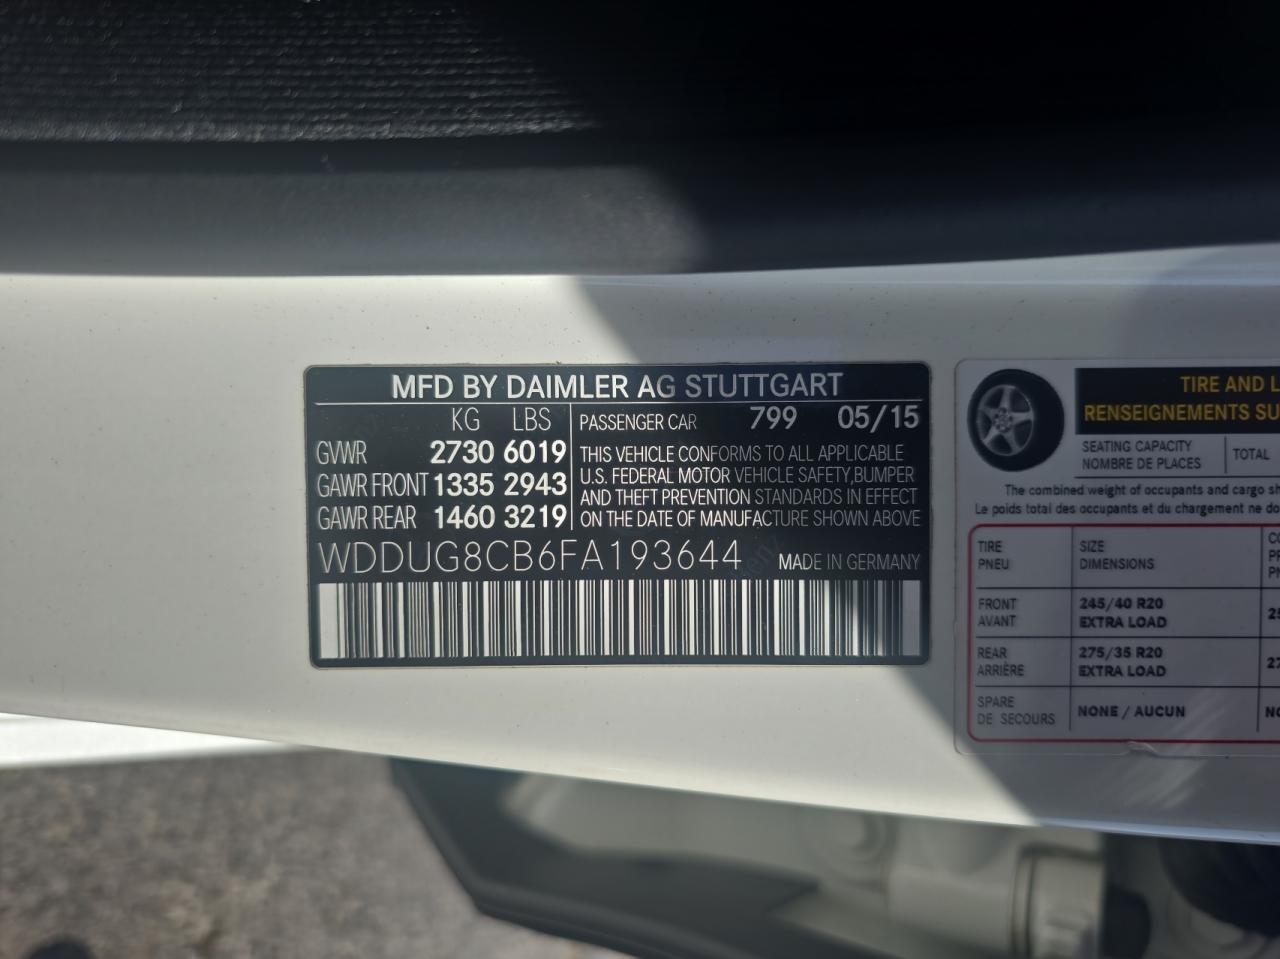 MFD BY DAIMLER AG STUTTGART
KG LBS
GVWR 2730 6019
GAWR FRONT 1335 2943
GAWR REAR 1460 3219
PASSENGER CAR 799 05/15
THIS VEHICLE CONFORMS TO ALL APPLICABLE
U.S. FEDERAL MOTOR VEHICLE SAFETY,BUMPER
AND THEFT PREVENTION STANDARDS IN EFFECT
ON THE DATE OF MANUFACTURE SHOWN ABOVE
WDDUG8CB6FA193644 MADE IN GERMANY
TIRE AND L
RENSEIGNEMENTS SU
SEATING CAPACITY
NOMBRE DE PLACES
TOTAL
The combined weight of occupants and cargo sh
Le poids total des occupants et du chargement ne do
TIRE SIZE
PNEU DIMENSIONS
FRONT 245/40 R20
AVANT EXTRA LOAD
REAR 275/35 R20
ARRIÈRE EXTRA LOAD
SPARE
DE SECOURS NONE / AUCUN